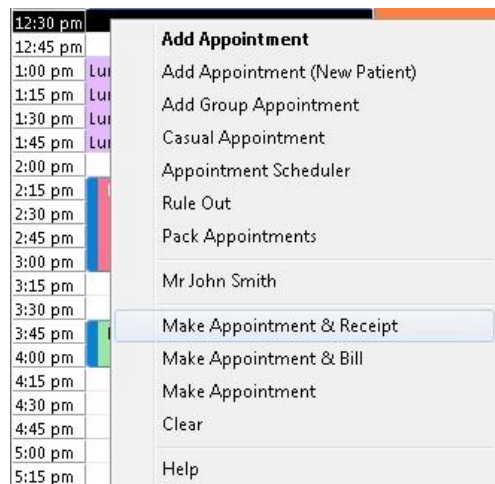 12:30 pm
12:45 pm
1:00 pm
1:15 pm
1:30 pm
1:45 pm
2:00 pm
2:15 pm
2:30 pm
2:45 pm
3:00 pm
3:15 pm
3:30 pm
3:45 pm
4:00 pm
4:15 pm
4:30 pm
4:45 pm
5:00 pm
5:15 pm
Lu
Lu
Lu
Lu
Add Appointment
Add Appointment (New Patient)
Add Group Appointment
Casual Appointment
Appointment Scheduler
Rule Out
Pack Appointments
Mr John Smith
Make Appointment & Receipt
Make Appointment & Bill
Make Appointment
Clear
Help